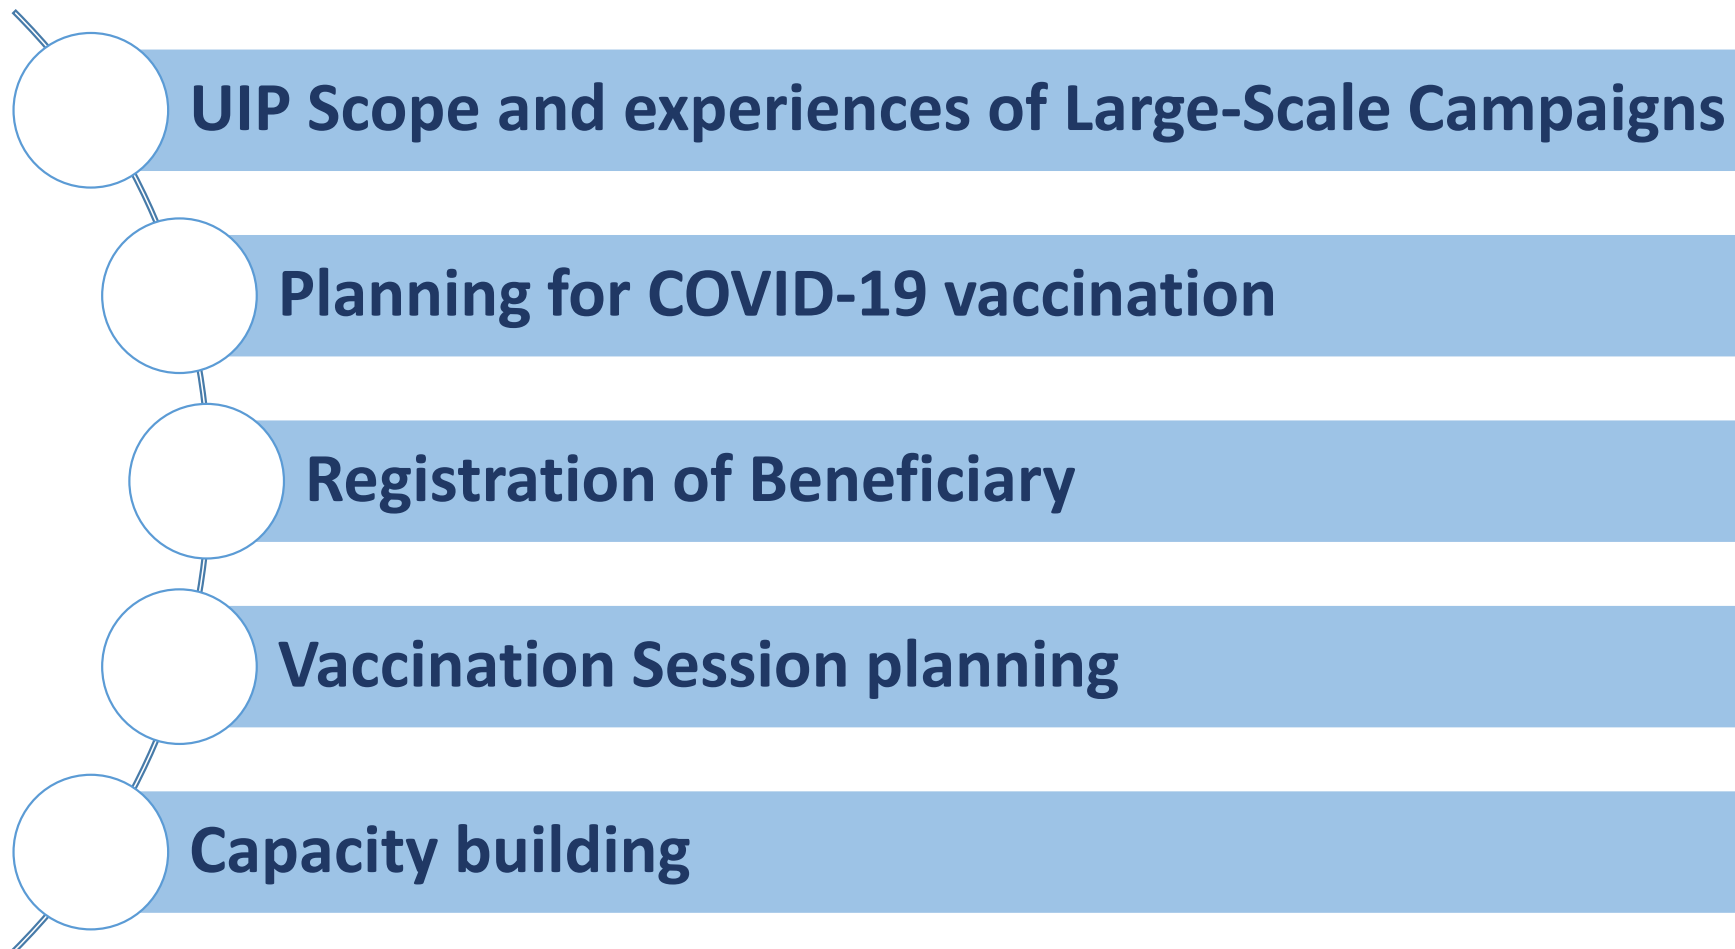 UIP Scope and experiences of Large-Scale Campaigns
Planning for COVID-19 vaccination
Registration of Beneficiary
Vaccination Session planning
Capacity building